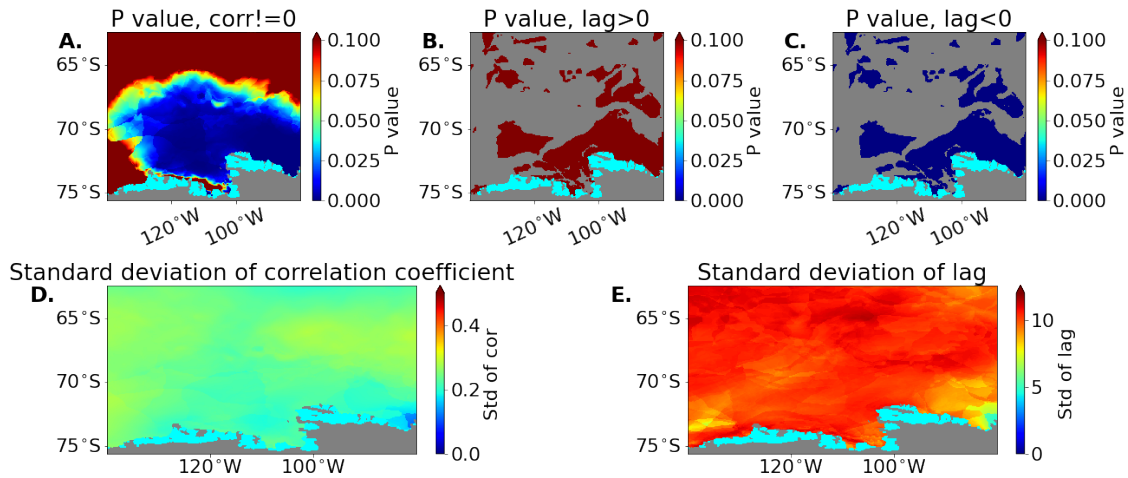 P value, corr!=0
A.
65°S
70°S
75°S
120°W
100°W
0.100
0.075
0.050
0.025
0.000
P value
P value, lag>0
B.
65°S
70°S
75°S
120°W
100°W
0.100
0.075
0.050
0.025
0.000
P value
P value, lag<0
C.
65°S
70°S
75°S
120°W
100°W
0.100
0.075
0.050
0.025
0.000
P value
Standard deviation of correlation coefficient
D.
65°S
70°S
75°S
120°W
100°W
0.4
0.2
0.0
Std of cor
Standard deviation of lag
E.
65°S
70°S
75°S
120°W
100°W
10
5
0
Std of lag